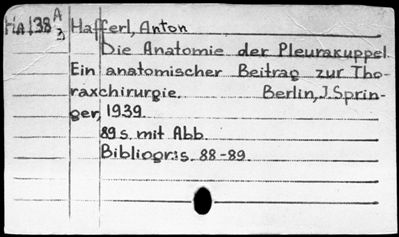 HA 138 A/3 Hafferl, Anton
Die Anatomie der Pleurakuppel.
Ein anatomischer Beitrag zur Tho-
raxchirurgie. Berlin, J. Sprin-
ger, 1939.
89 s. mit Abb.
Bibliogr: s. 88-89.